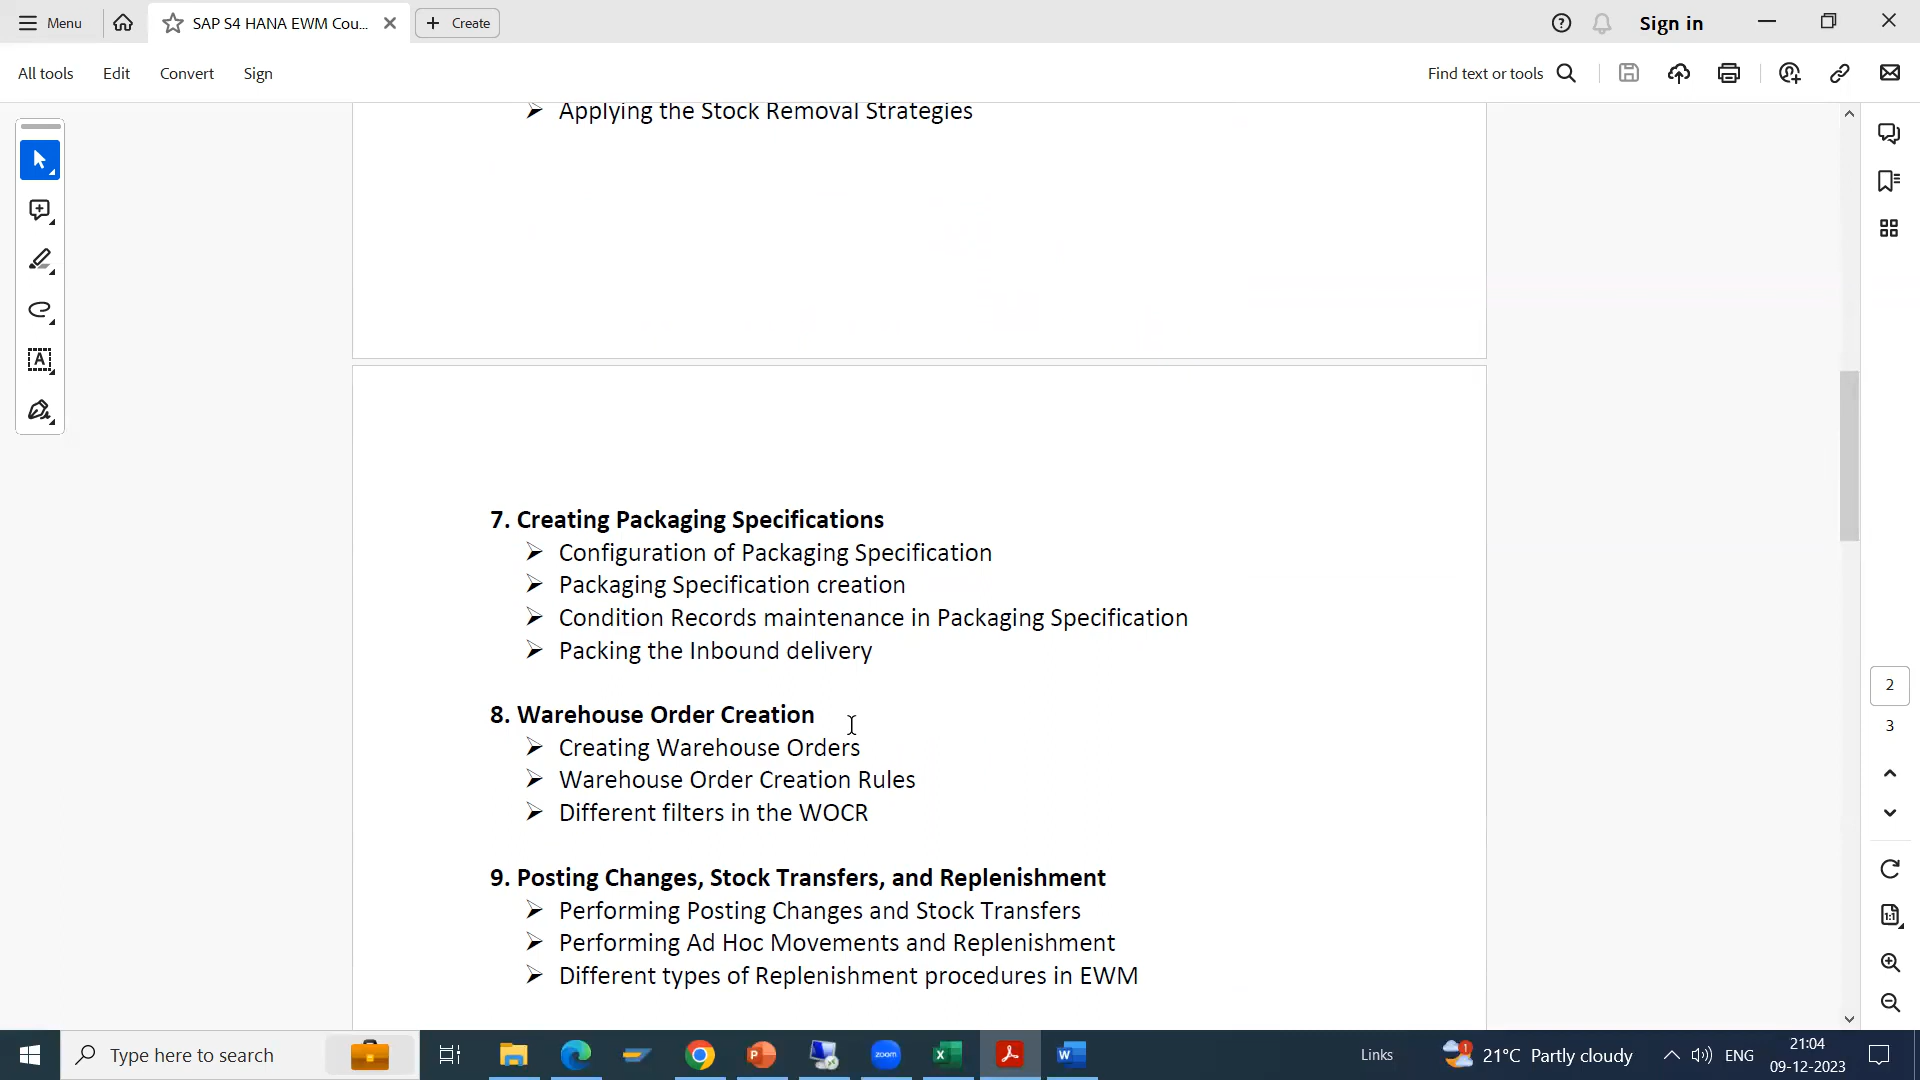 Menu
SAP S4 HANA EWM Cou...
Create
Sign in
All tools
Edit
Convert
Sign
Find text or tools
➢ Applying the Stock Removal Strategies
7. Creating Packaging Specifications
➢ Configuration of Packaging Specification
➢ Packaging Specification creation
➢ Condition Records maintenance in Packaging Specification
➢ Packing the Inbound delivery
8. Warehouse Order Creation
➢ Creating Warehouse Orders
➢ Warehouse Order Creation Rules
➢ Different filters in the WOCR
9. Posting Changes, Stock Transfers, and Replenishment
➢ Performing Posting Changes and Stock Transfers
➢ Performing Ad Hoc Movements and Replenishment
➢ Different types of Replenishment procedures in EWM
2
3
Type here to search
zoom
Links
1
21°C Partly cloudy
ENG
21:04
09-12-2023